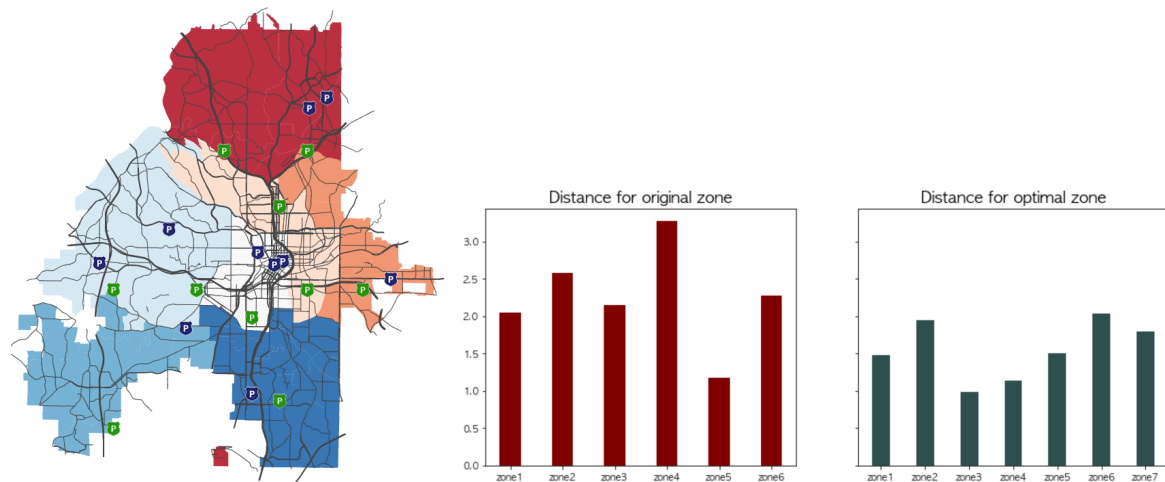 P P
P P
P
P
P P P P
P
P P P P
P
P
P P
P
Distance for original zone
3.0
2.5
2.0
1.5
1.0
0.5
0.0
zone1 zone2 zone3 zone4 zone5 zone6
Distance for optimal zone
zone1 zone2 zone3 zone4 zone5 zone6 zone7